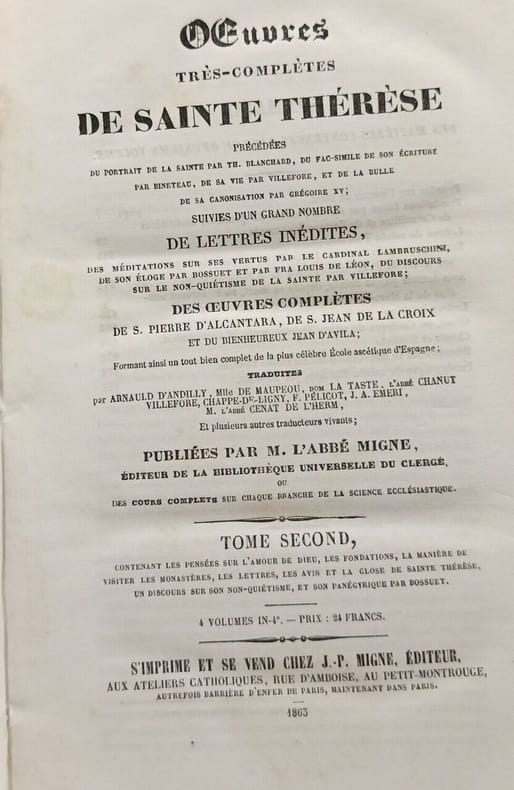 OEuvres
TRÈS-COMPLÈTES
DE SAINTE THÉRÈSE
PRÉCÉDÉES
DU PORTRAIT DE LA SAINTE PAR TH. BLANCHARD, DU FAC-SIMILE DE SON ÉCRITURE
PAR BINETEAU, DE SA VIE PAR VILLEFORE, ET DE LA BULLE
DE SA CANONISATION PAR GRÉGOIRE XV;
SUIVIES D'UN GRAND NOMBRE
DE LETTRES INÉDITES,
DES MÉDITATIONS SUR SES VERTUS PAR LE CARDINAL LAMBRUSCHINI,
DE SON ÉLOGE PAR BOSSUET ET PAR FRA LOUIS DE LÉON, DU DISCOURS
SUR LE NON-QUIÉTISME DE LA SAINTE PAR VILLEFORE;
DES ŒUVRES COMPLÈTES
DE S. PIERRE D'ALCANTARA, DE S. JEAN DE LA CROIX
ET DU BIENHEUREUX JEAN D'AVILA;
Formant ainsi un tout bien complet de la plus célèbre École ascétique d'Espagne;
TRADUITES
par ARNAULD D'ANDILLY, Mlle DE MAUPEOU, DOM LA TASTE, L'ABBÉ CHANUT
VILLEFORE, CHAPPE-DE-LIGNY, F. PÉLICOT, J. A. EMERI,
M. L'ABBÉ CENAT DE L'HERM,
Et plusieurs autres traducteurs vivants;
PUBLIÉES PAR M. L'ABBÉ MIGNE,
ÉDITEUR DE LA BIBLIOTHÈQUE UNIVERSELLE DU CLERGÉ,
OU
DES COURS COMPLETS SUR CHAQUE BRANCHE DE LA SCIENCE ECCLÉSIASTIQUE.
TOME SECOND,
CONTENANT LES PENSÉES SUR L'AMOUR DE DIEU, LES FONDATIONS, LA MANIÈRE DE
VISITER LES MONASTÈRES, LES LETTRES, LES AVIS ET LA GLOSE DE SAINTE THÉRÈSE,
UN DISCOURS SUR SON NON-QUIÉTISME, ET SON PANÉGYRIQUE PAR BOSSUET.
4 VOLUMES IN-4°. — PRIX : 24 FRANCS.
S'IMPRIME ET SE VEND CHEZ J.-P. MIGNE, ÉDITEUR,
AUX ATELIERS CATHOLIQUES, RUE D'AMBOISE, AU PETIT-MONTROUGE,
AUTREFOIS BARRIÈRE D'ENFER DE PARIS, MAINTENANT DANS PARIS.
1863